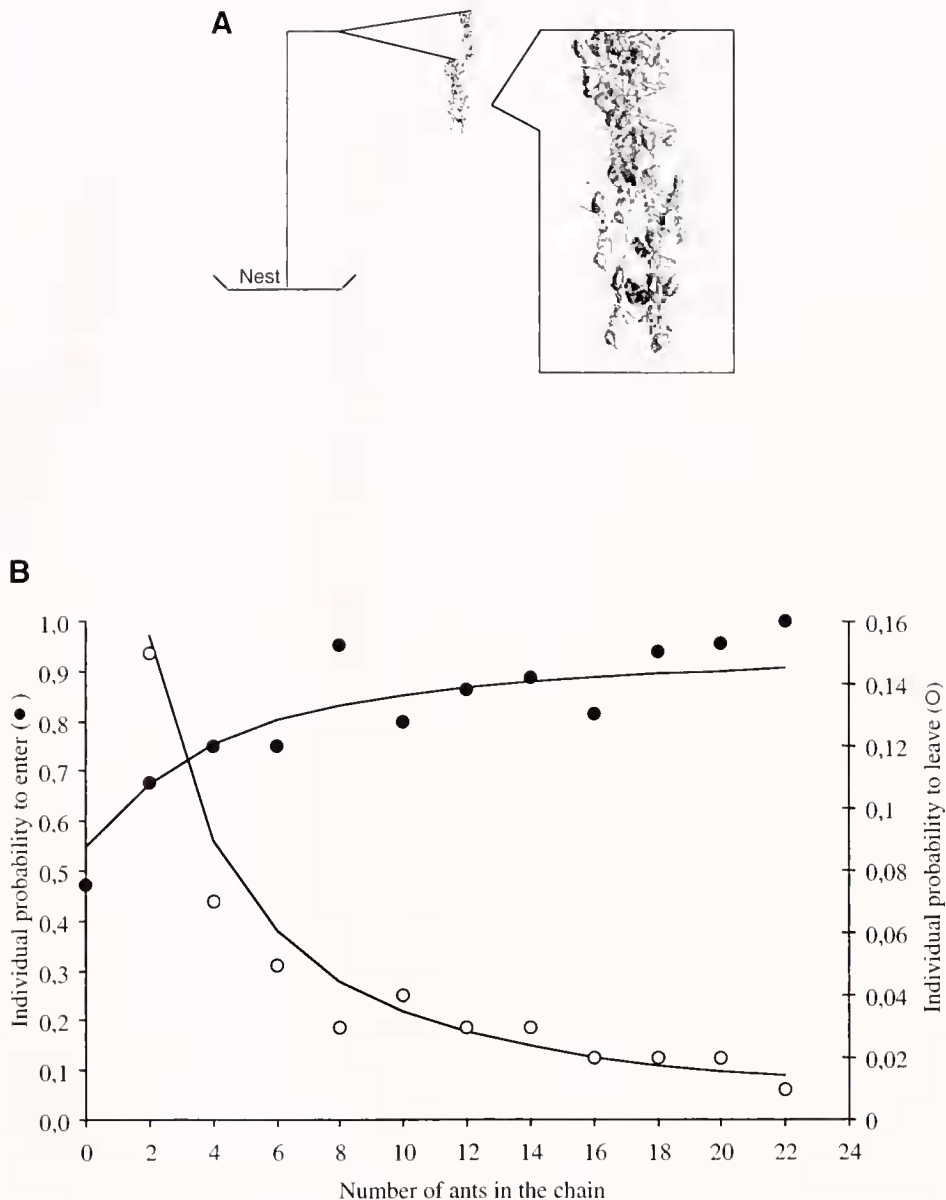 A
Nest
B
Individual probability to enter (●)
1,0
0,9
0,8
0,7
0,6
0,5
0,4
0,3
0,2
0,1
0,0
0,16
0,14
0,12
0,1
0,08
0,06
0,04
0,02
0
Individual probability to leave (○)
0 2 4 6 8 10 12 14 16 18 20 22 24
Number of ants in the chain